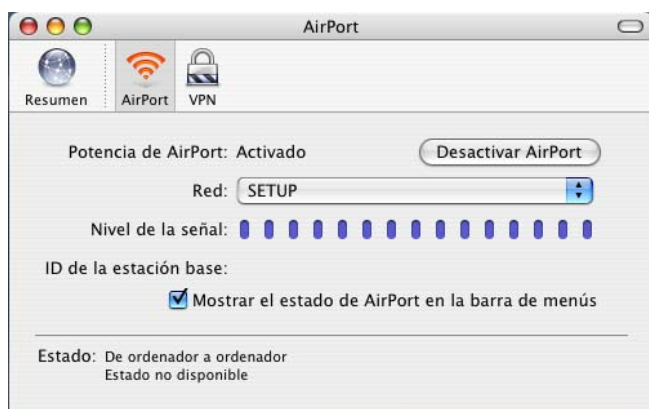 AirPort
Resumen
AirPort
VPN
Potencia de AirPort: Activado
Desactivar AirPort
Red: SETUP
Nivel de la señal:
ID de la estación base:
Mostrar el estado de AirPort en la barra de menús
Estado: De ordenador a ordenador
Estado no disponible